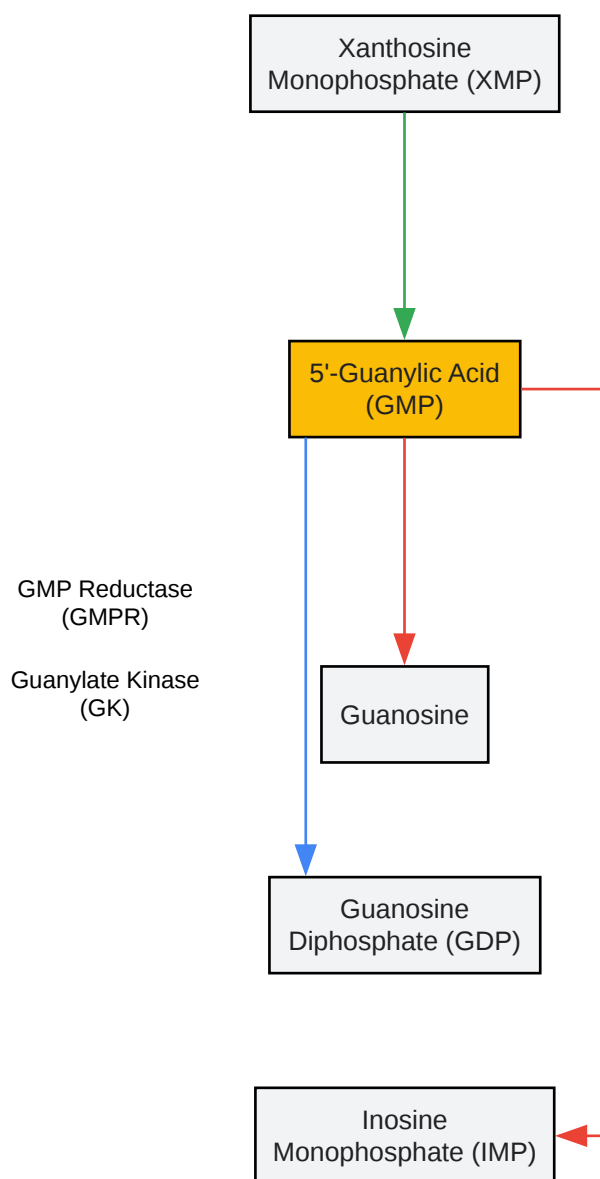 Xanthosine
Monophosphate (XMP)
5'-Guanylic Acid
(GMP)
GMP Reductase
(GMPR)
Guanylate Kinase
(GK)
Guanosine
Guanosine
Diphosphate (GDP)
Inosine
Monophosphate (IMP)